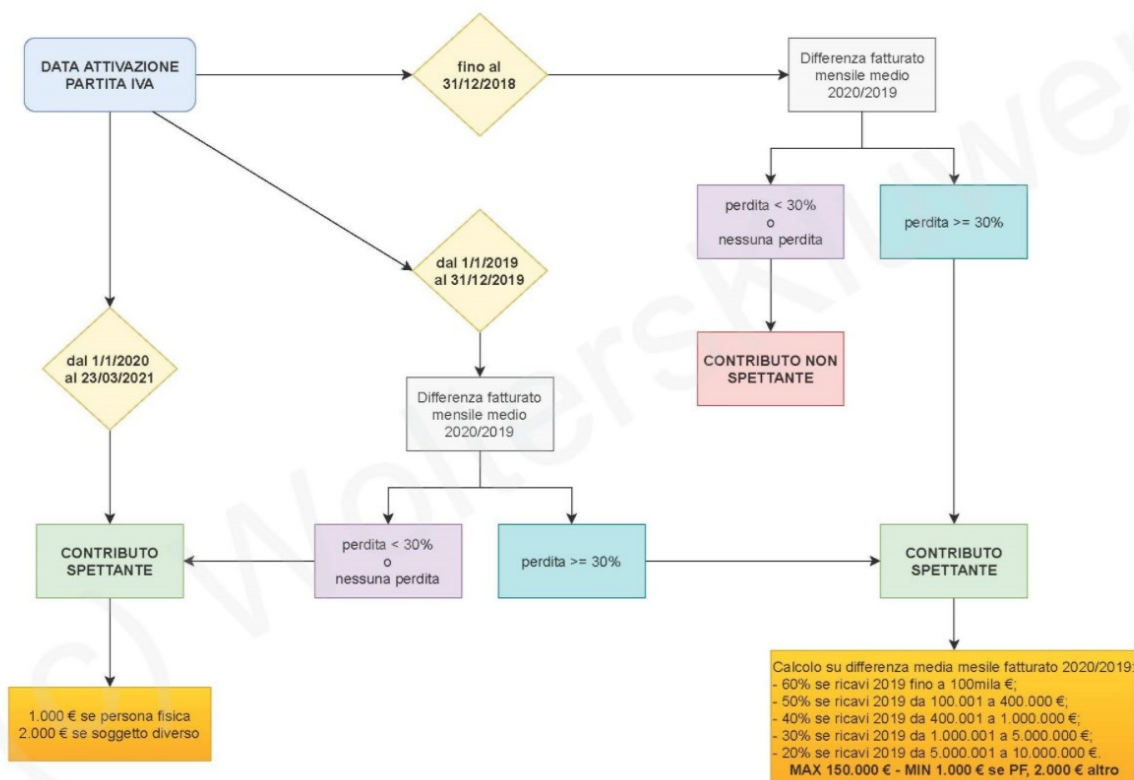 DATA ATTIVAZIONE
PARTITA IVA
fino al
31/12/2018
Differenza fatturato
mensile medio
2020/2019
perdita < 30%
o
nessuna perdita
perdita >= 30%
dal 1/1/2019
al 31/12/2019
CONTRIBUTO NON
SPETTANTE
dal 1/1/2020
al 23/03/2021
Differenza fatturato
mensile medio
2020/2019
CONTRIBUTO
SPETTANTE
perdita < 30%
o
nessuna perdita
perdita >= 30%
CONTRIBUTO
SPETTANTE
1.000 € se persona fisica
2.000 € se soggetto diverso
Calcolo su differenza media mesile fatturato 2020/2019:
- 60% se ricavi 2019 fino a 100mila €;
- 50% se ricavi 2019 da 100.001 a 400.000 €;
- 40% se ricavi 2019 da 400.001 a 1.000.000 €;
- 30% se ricavi 2019 da 1.000.001 a 5.000.000 €;
- 20% se ricavi 2019 da 5.000.001 a 10.000.000 €.
MAX 150.000 € - MIN 1.000 € se PF, 2.000 € altro
(c) WoltersKluwe